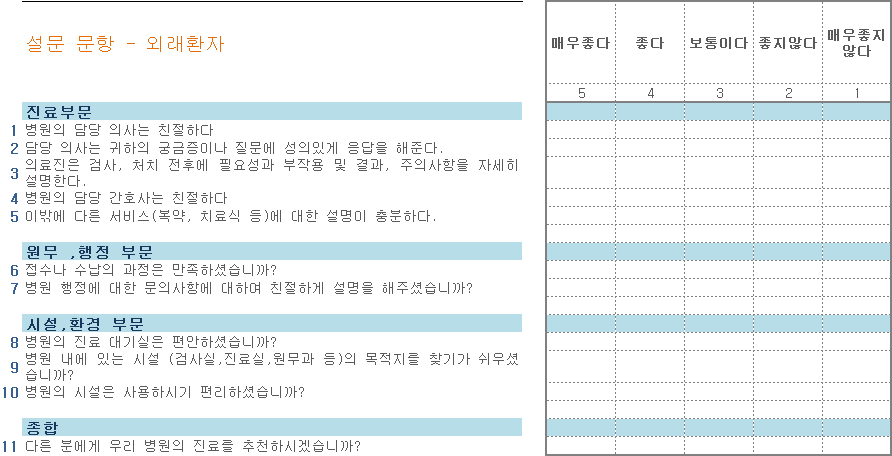 설문 문항 - 외래환자
매우좋다 좋다 보통이다 좋지않다 매우좋지
않다
5 4 3 2 1
진료부문
1 병원의 담당 의사는 친절하다
2 담당 의사는 귀하의 궁금증이나 질문에 성의있게 응답을 해준다.
3 의료진은 검사, 처치 전후에 필요성과 부작용 및 결과, 주의사항을 자세히
설명한다.
4 병원의 담당 간호사는 친절하다
5 이밖에 다른 서비스(복약, 치료식 등)에 대한 설명이 충분하다.
원무 ,행정 부문
6 접수나 수납의 과정은 만족하셨습니까?
7 병원 행정에 대한 문의사항에 대하여 친절하게 설명을 해주셨습니까?
시설,환경 부문
8 병원의 진료 대기실은 편안하셨습니까?
9 병원 내에 있는 시설 (검사실,진료실,원무과 등)의 목적지를 찾기가 쉬우셨
습니까?
10 병원의 시설은 사용하시기 편리하셨습니까?
종합
11 다른 분에게 우리 병원의 진료를 추천하시겠습니까?